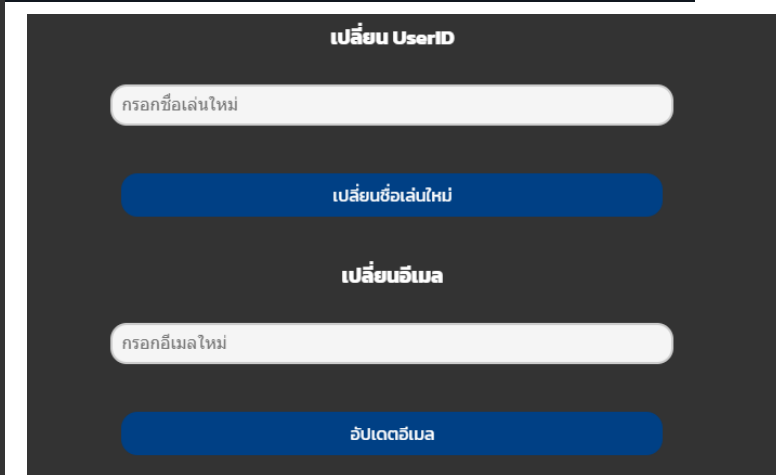 เปลี่ยน UserID
กรอกชื่อเล่นใหม่
เปลี่ยนชื่อเล่นใหม่
เปลี่ยนอีเมล
กรอกอีเมลใหม่
อัปเดตอีเมล